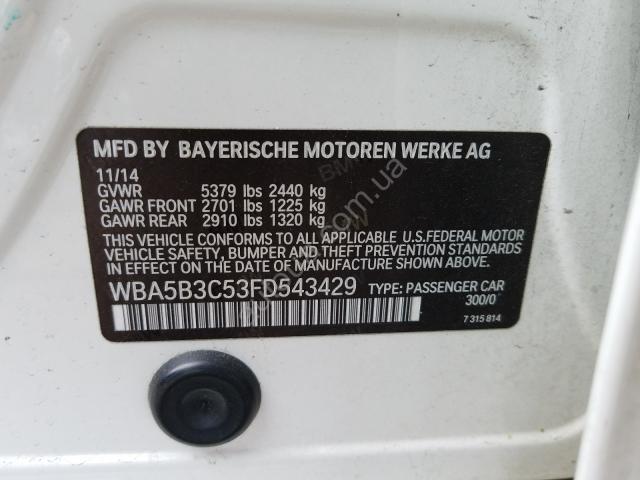 MFD BY BAYERISCHE MOTOREN WERKE AG
11/14
GVWR 5379 lbs 2440 kg
GAWR FRONT 2701 lbs 1225 kg
GAWR REAR 2910 lbs 1320 kg
THIS VEHICLE CONFORMS TO ALL APPLICABLE U.S.FEDERAL MOTOR
VEHICLE SAFETY, BUMPER AND THEFT PREVENTION STANDARDS
IN EFFECT ON THE DATE OF MANUFACTURE SHOWN ABOVE.
WBA5B3C53FD543429 TYPE: PASSENGER CAR
300/0
7 315 814